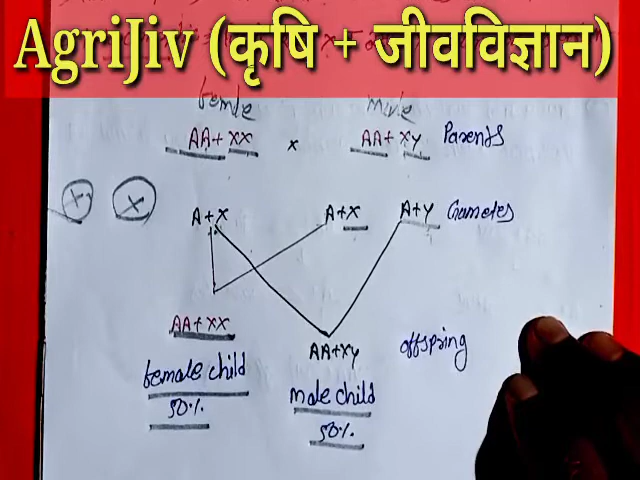 AgriJiv (कृषि + जीवविज्ञान)
female male
AA+ XX x AA+ XY Parents
X X
A+X A+X A+Y Gametes
AA+XX
AA+XY offspring
female child
male child
50%
50%